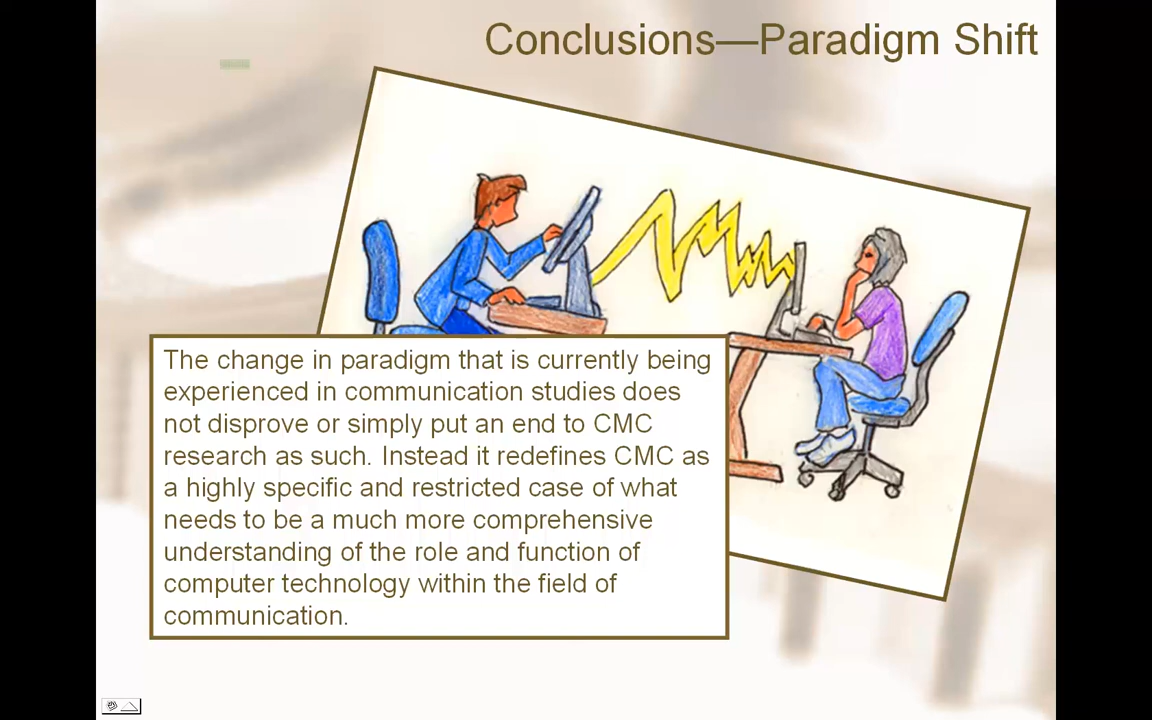 Conclusions—Paradigm Shift
The change in paradigm that is currently being
experienced in communication studies does
not disprove or simply put an end to CMC
research as such. Instead it redefines CMC as
a highly specific and restricted case of what
needs to be a much more comprehensive
understanding of the role and function of
computer technology within the field of
communication.